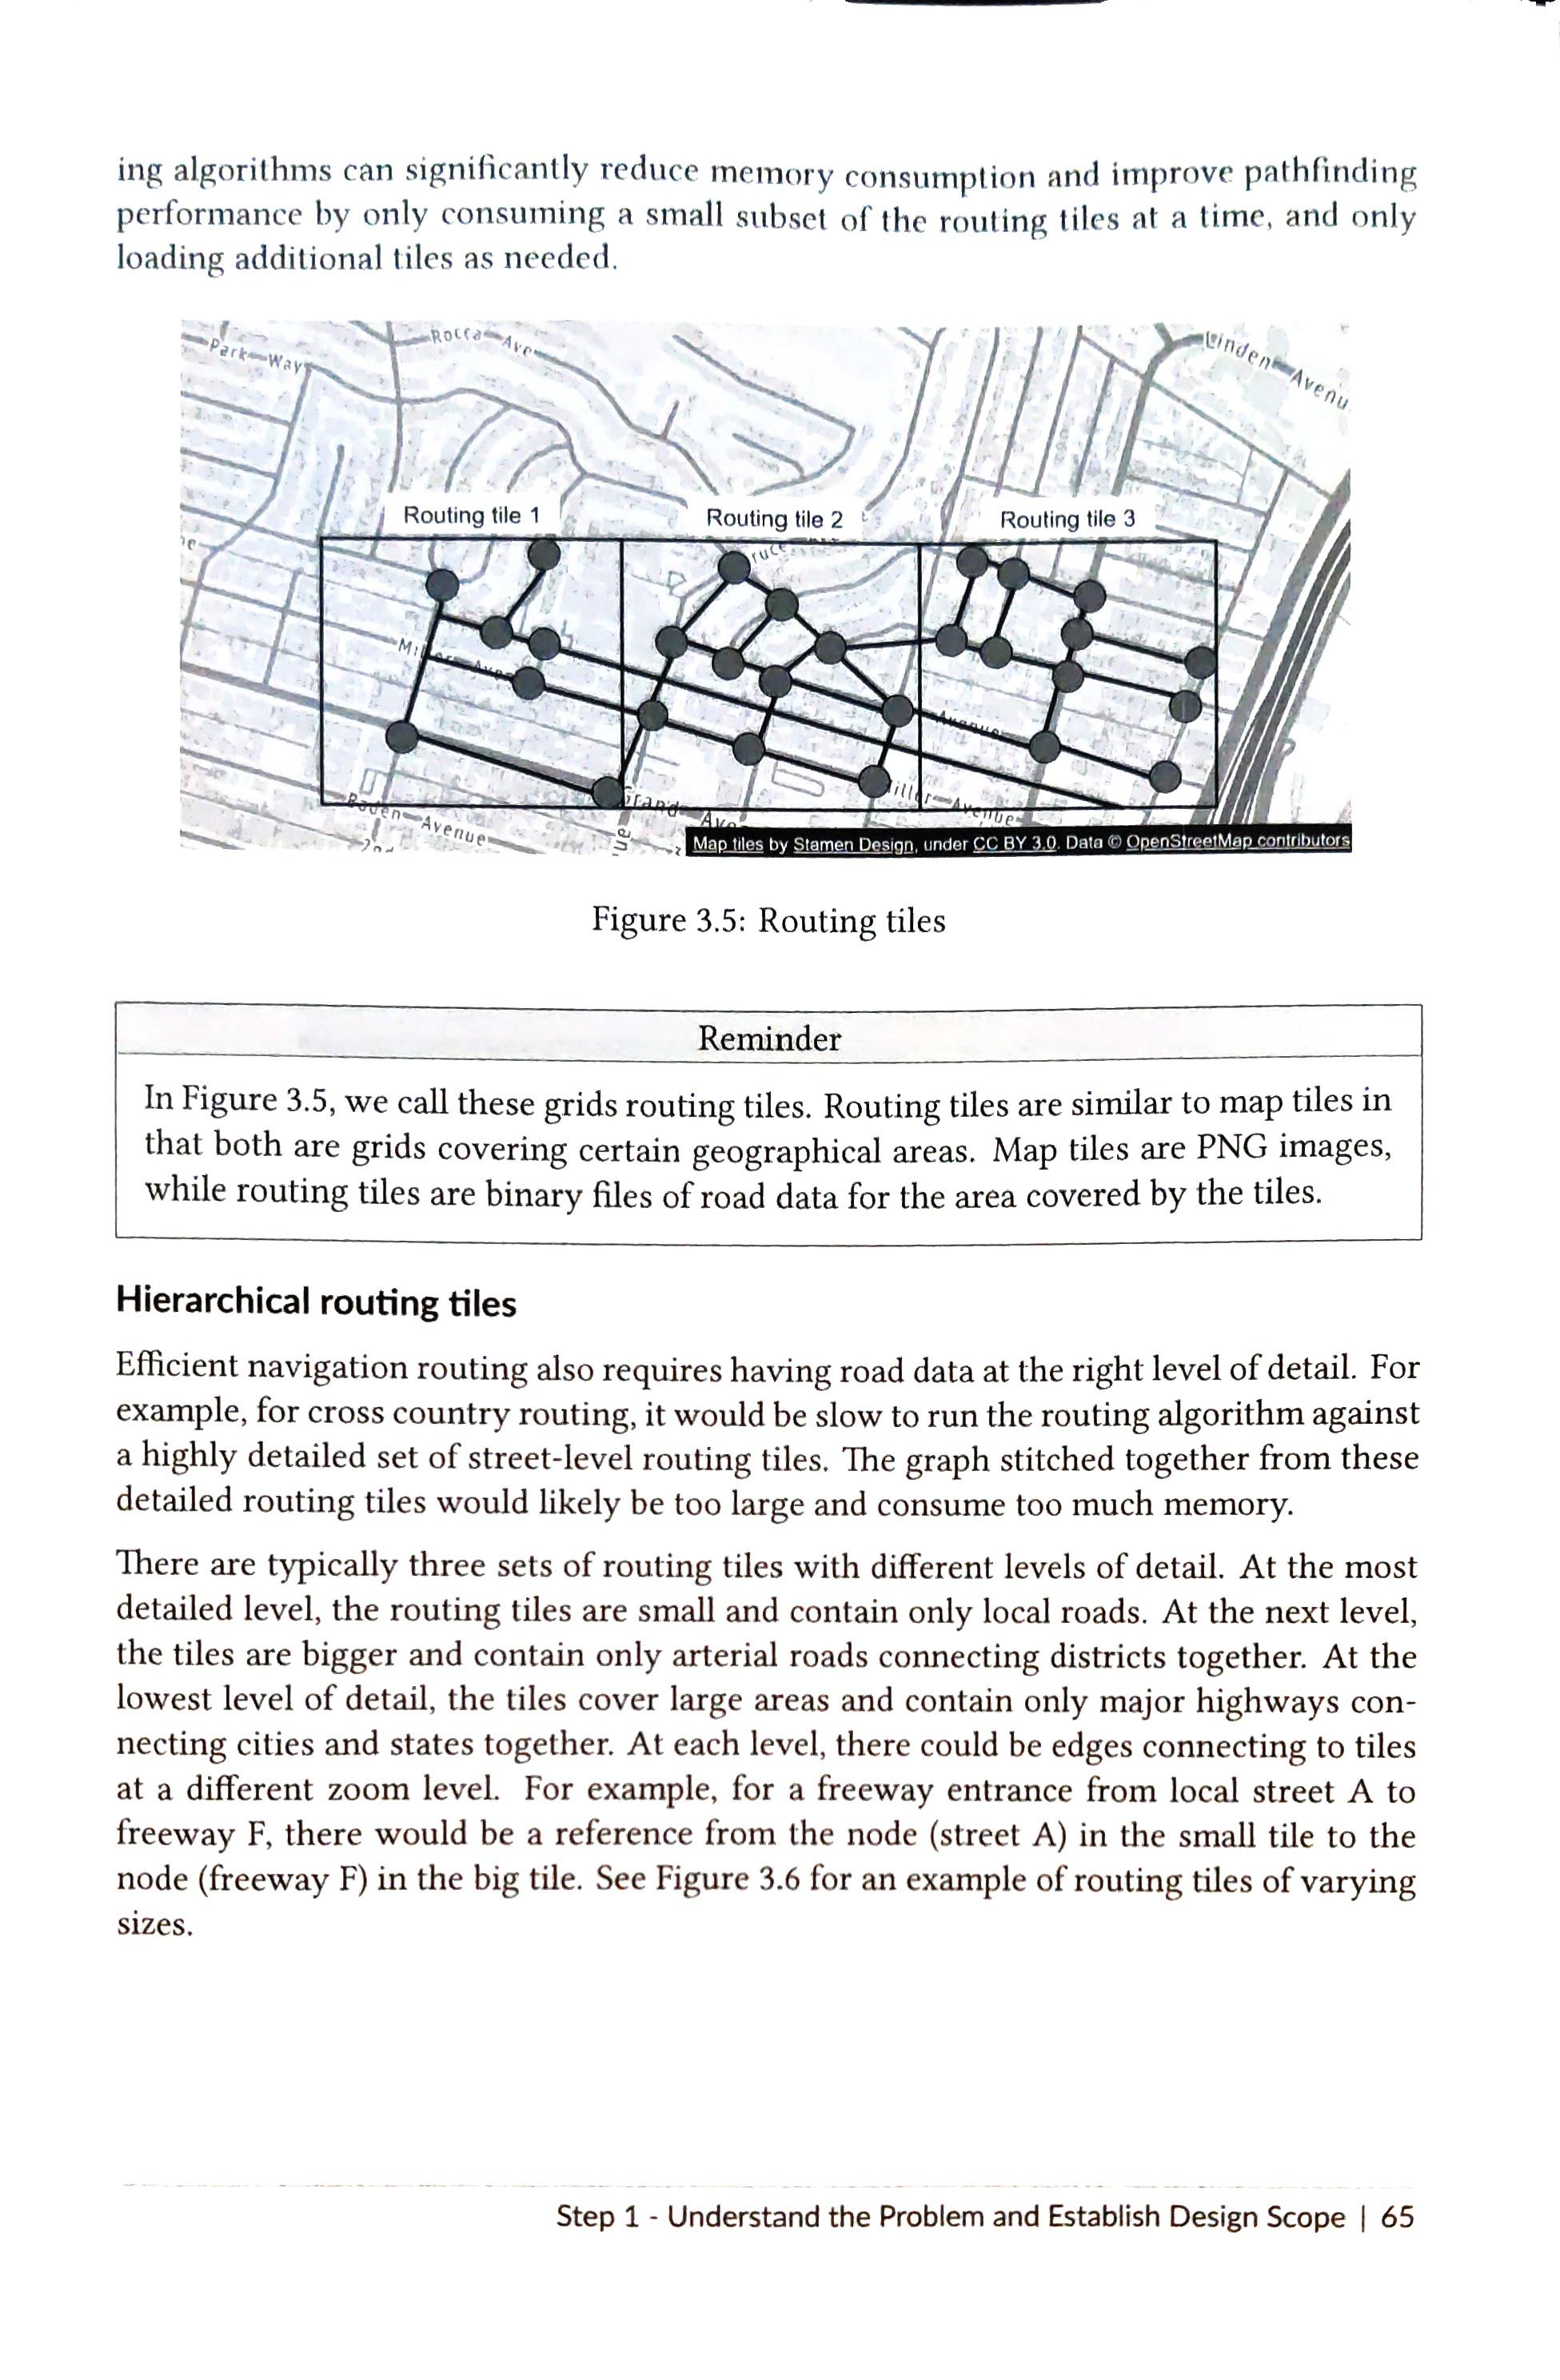 ing algorithms can significantly reduce memory consumption and improve pathfinding
performance by only consuming a small subset of the routing tiles at a time, and only
loading additional tiles as needed.
Park Way
Rocca Ave
Linden Avenu
Routing tile 1
Routing tile 2
Routing tile 3
Avenue
Baden Avenue
Grand Ave
Avenue
Map tiles by Stamen Design, under CC BY 3.0. Data © OpenStreetMap contributors
Figure 3.5: Routing tiles
Reminder
In Figure 3.5, we call these grids routing tiles. Routing tiles are similar to map tiles in
that both are grids covering certain geographical areas. Map tiles are PNG images,
while routing tiles are binary files of road data for the area covered by the tiles.
Hierarchical routing tiles
Efficient navigation routing also requires having road data at the right level of detail. For
example, for cross country routing, it would be slow to run the routing algorithm against
a highly detailed set of street-level routing tiles. The graph stitched together from these
detailed routing tiles would likely be too large and consume too much memory.
There are typically three sets of routing tiles with different levels of detail. At the most
detailed level, the routing tiles are small and contain only local roads. At the next level,
the tiles are bigger and contain only arterial roads connecting districts together. At the
lowest level of detail, the tiles cover large areas and contain only major highways con-
necting cities and states together. At each level, there could be edges connecting to tiles
at a different zoom level. For example, for a freeway entrance from local street A to
freeway F, there would be a reference from the node (street A) in the small tile to the
node (freeway F) in the big tile. See Figure 3.6 for an example of routing tiles of varying
sizes.
Step 1 - Understand the Problem and Establish Design Scope | 65